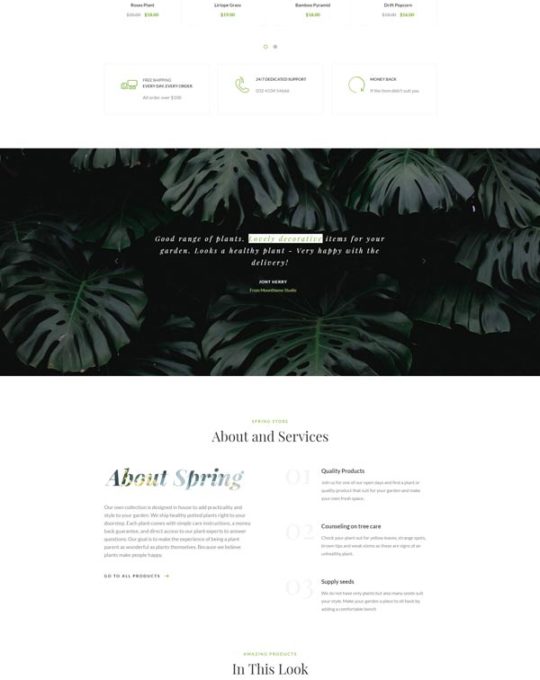 Roses Plant
$20.00 $18.00
Liriope Grass
$19.00
Bamboo Pyramid
$18.00
Drift Popcorn
$18.00 $16.00
FREE SHIPPING
EVERY DAY, EVERY ORDER
Ad order over $100
24/7 DEDICATED SUPPORT
MONEY BACK
If the item didn't suit you
Good range of plants. Lovely decorative items for your
garden. Looks a healthy plant - Very happy with the
delivery!
JONY HERRY
SPRING STORE
About and Services
About Spring
Our own collection is designed in house to add practicality and
style to your garden. We ship healthy potted plants right to your
doorstep. Each plant comes with simple care instructions, a money
back guarantee, and direct access to our plant experts to answer
questions. Our goal is to make the experience of being a plant
parent as wonderful as plants themselves. Because we believe
plants make people happy.
GO TO ALL PRODUCTS
01
Quality Products
Join us for one of our open days and find a plant or
quality product that suit for your garden and make
your own fresh space.
02
Counseling on tree care
Check your plant out for yellow leaves, strange spots,
brown tips and weak stems as these are signs of an
unhealthy plant.
03
Supply seeds
We do not have only plants but also many seeds suit
your style. Make your garden a place to sit back by
adding a comfortable bench
AMAZING PRODUCTS
In This Look